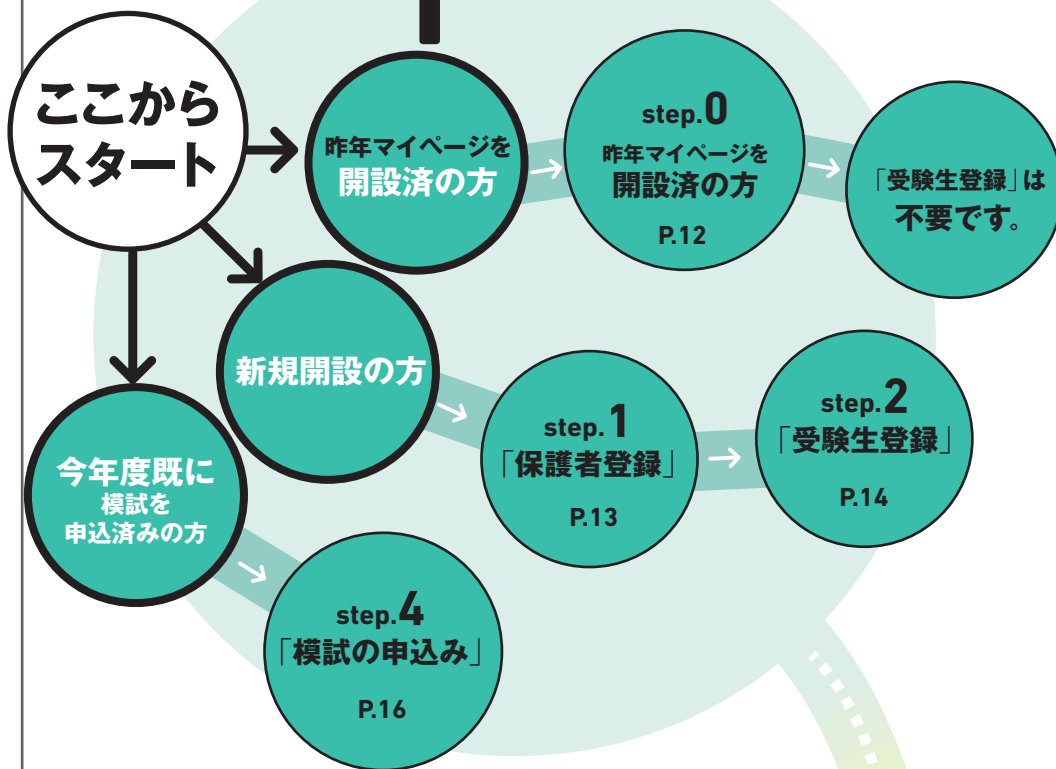 ここから
スタート
昨年マイページを
開設済の方
step.0
昨年マイページを
開設済の方
P.12
「受験生登録」は
不要です。
新規開設の方
step.1
「保護者登録」
P.13
step.2
「受験生登録」
P.14
今年度既に
模試を
申込済みの方
step.4
「模試の申込み」
P.16